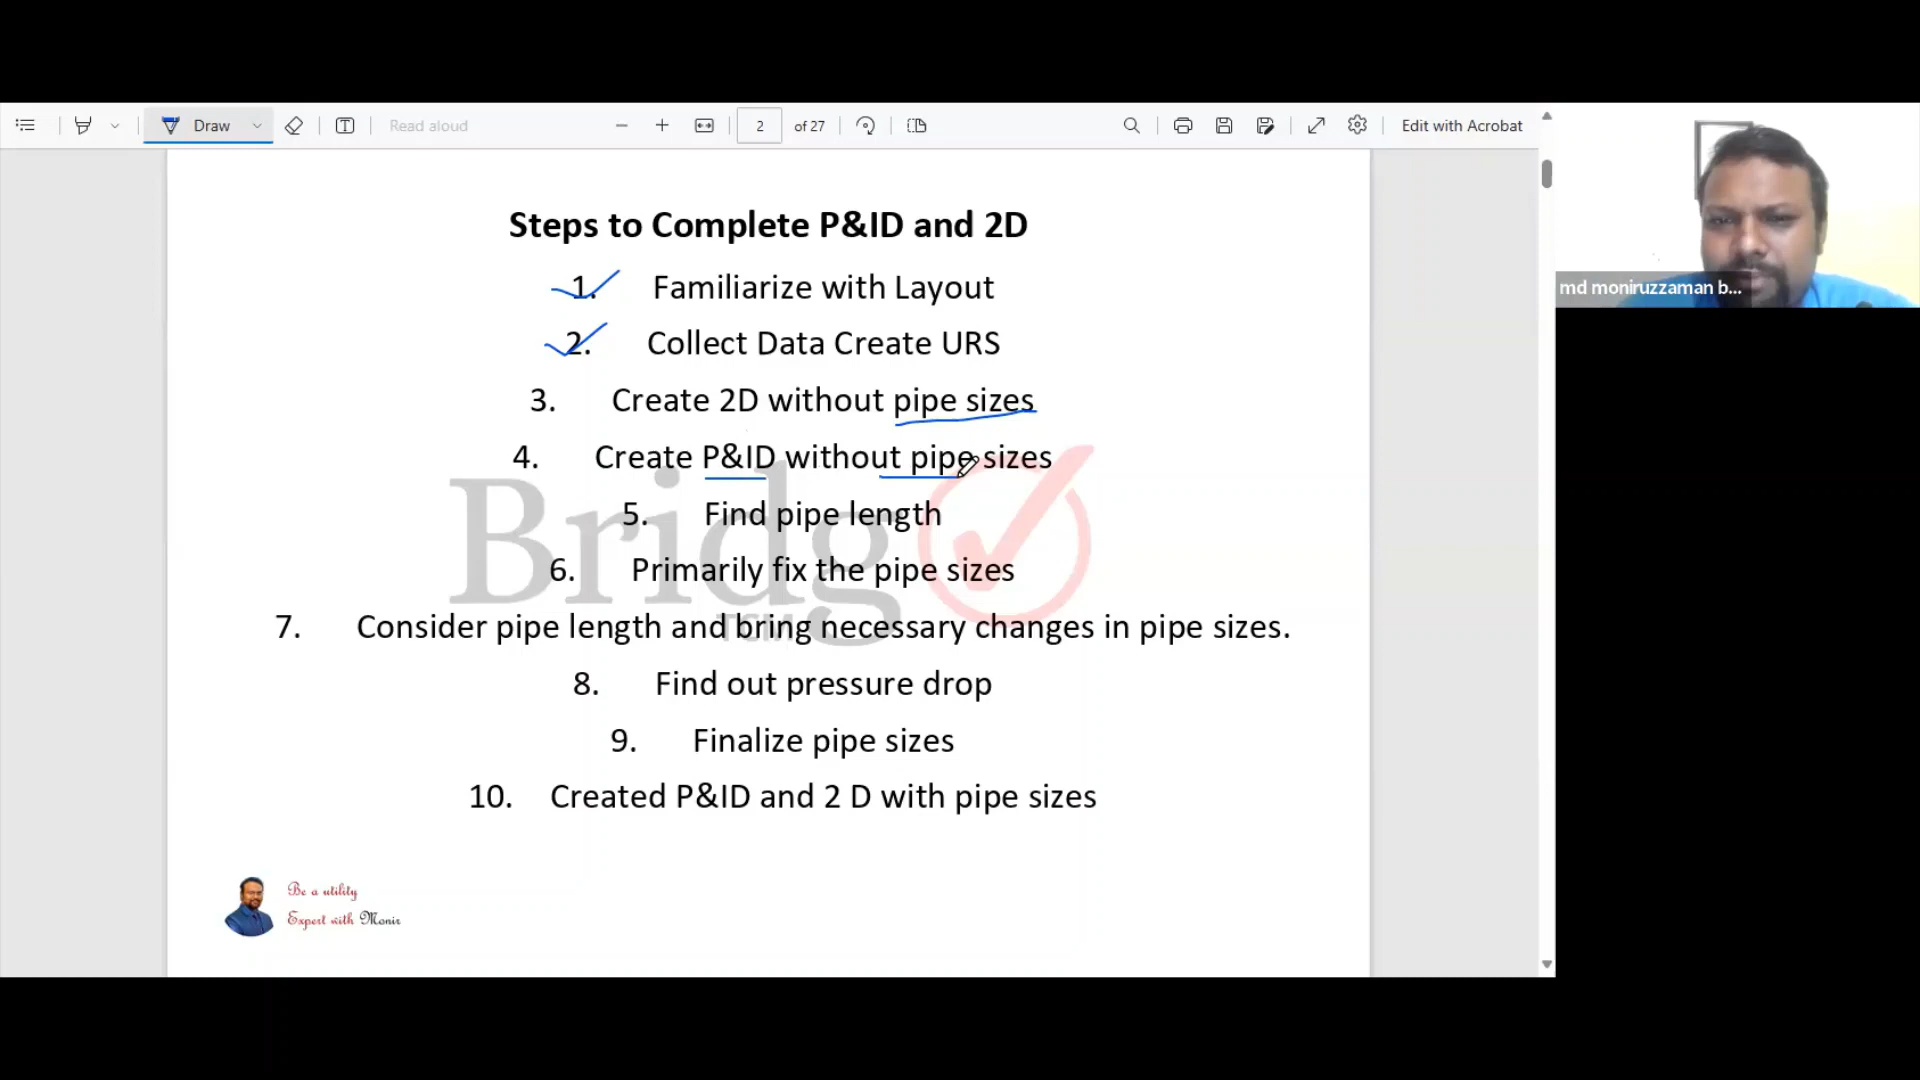 Draw
Read aloud
2 of 27
Edit with Acrobat
Steps to Complete P&ID and 2D
1. Familiarize with Layout
2. Collect Data Create URS
3. Create 2D without pipe sizes
4. Create P&ID without pipe sizes
5. Find pipe length
6. Primarily fix the pipe sizes
7. Consider pipe length and bring necessary changes in pipe sizes.
8. Find out pressure drop
9. Finalize pipe sizes
10. Created P&ID and 2 D with pipe sizes
Bridg
TCM
Be a utility
Expert with Monir
md moniruzzaman b...